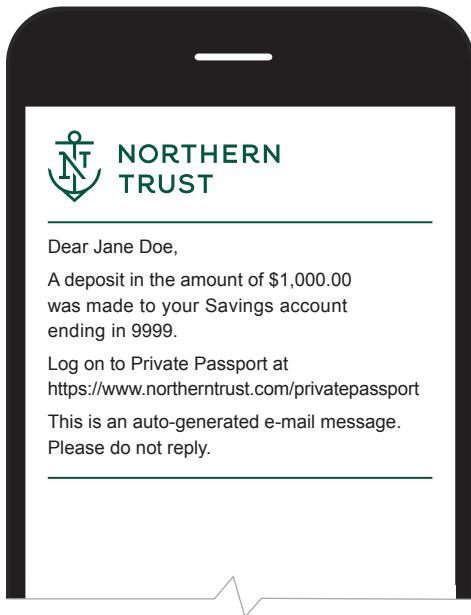 NT
NORTHERN
TRUST
Dear Jane Doe,
A deposit in the amount of $1,000.00
was made to your Savings account
ending in 9999.
Log on to Private Passport at
https://www.northerntrust.com/privatepassport
This is an auto-generated e-mail message.
Please do not reply.